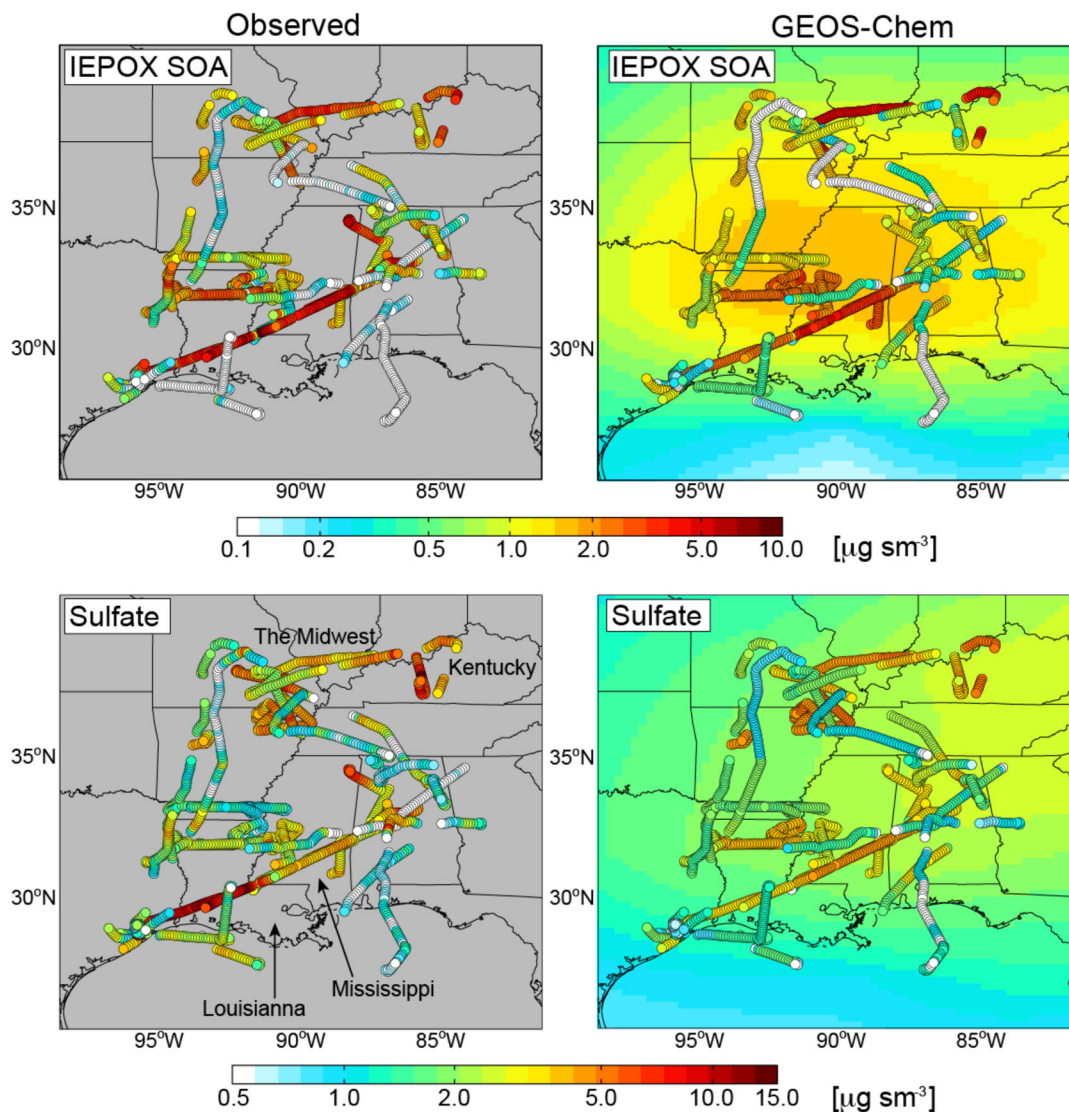 Observed GEOS-Chem
IEPOX SOA IEPOX SOA
35°N 35°N
30°N 30°N
95°W 90°W 85°W 95°W 90°W 85°W
0.1 0.2 0.5 1.0 2.0 5.0 10.0 [μg sm⁻³]
Sulfate Sulfate
The Midwest
Kentucky
35°N 35°N
30°N 30°N
Mississippi
Louisianna
95°W 90°W 85°W 95°W 90°W 85°W
0.5 1.0 2.0 5.0 10.0 15.0 [μg sm⁻³]